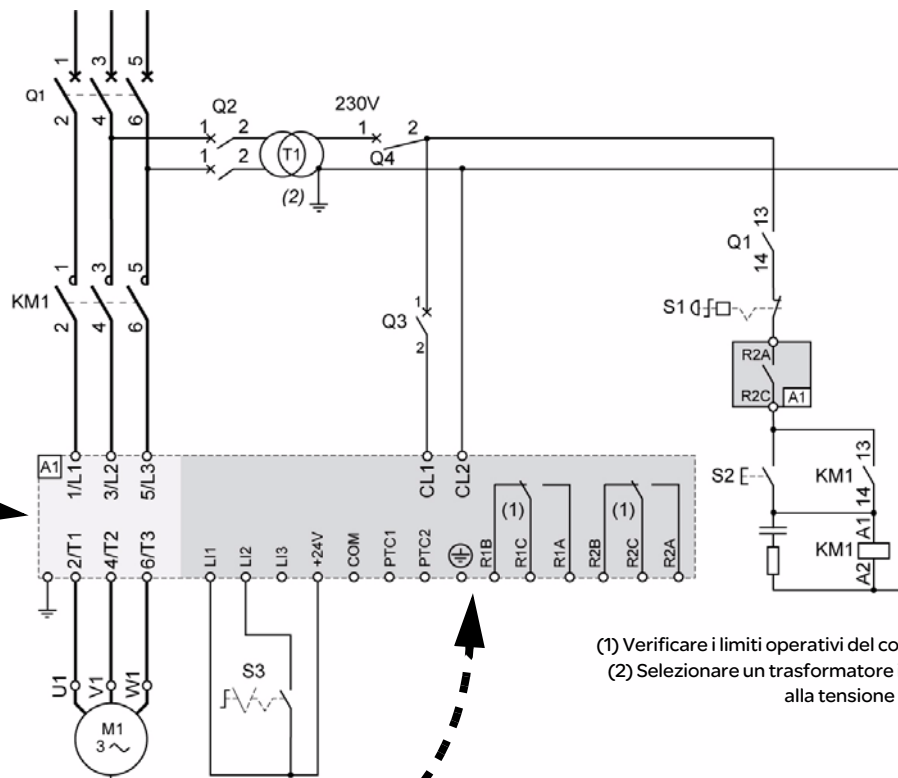 1 3 5
Q1
2 4 6
Q2
1 2
1 2
T1
(2)
230V
1 2
Q4
1 3 5
KM1
2 4 6
1
Q3
2
13
Q1
14
S1
R2A
R2C A1
S2
13
KM1
14
A1
KM1
A2
A1
1/L1 3/L2 5/L3
CL1 CL2
(1) (1)
2/T1 4/T2 6/T3
LI1 LI2 LI3 +24V COM PTC1 PTC2 R1B R1C R1A R2B R2C R2A
S3
U1 V1 W1
M1
3
(1) Verificare i limiti operativi del co
(2) Selezionare un trasformatore
alla tensione